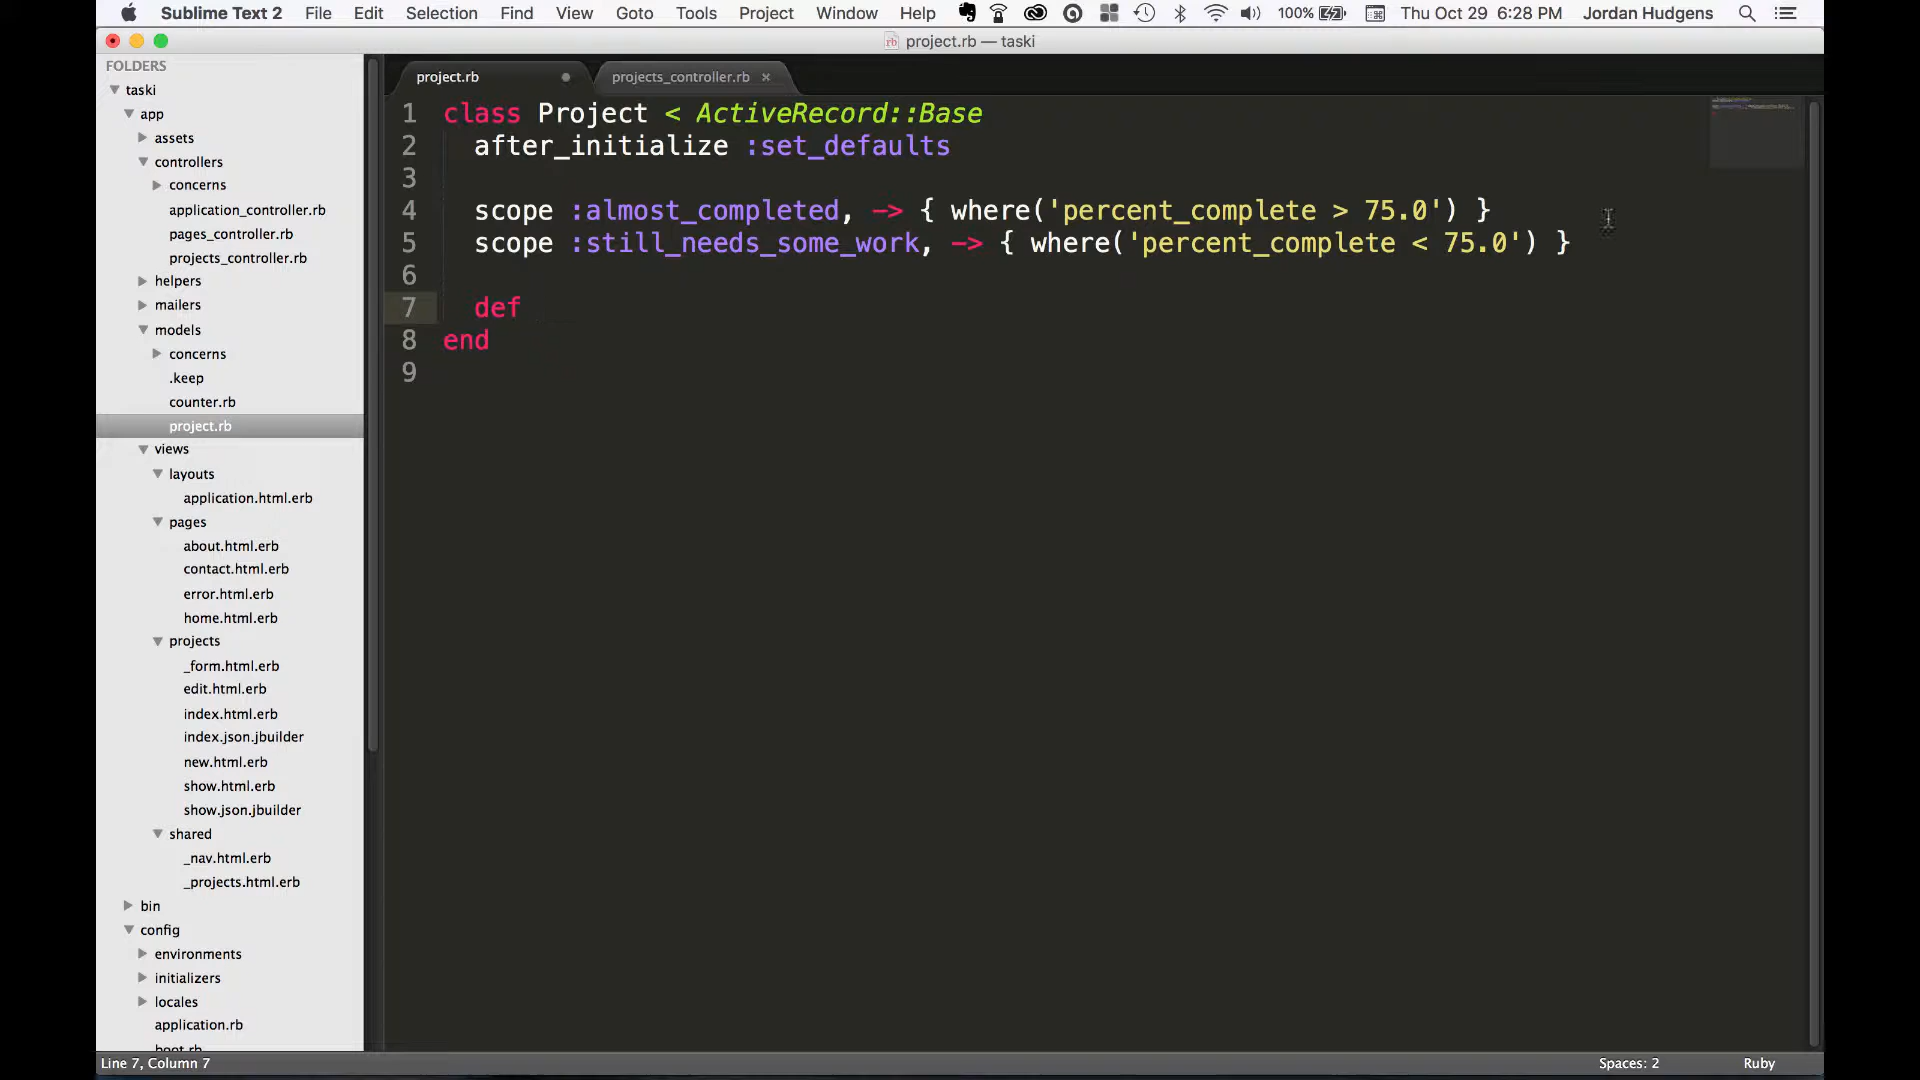 Sublime Text 2 File Edit Selection Find View Goto Tools Project Window Help 100% Thu Oct 29 6:28 PM Jordan Hudgens
project.rb — taski
FOLDERS
taski
app
assets
controllers
concerns
application_controller.rb
pages_controller.rb
projects_controller.rb
helpers
mailers
models
concerns
.keep
counter.rb
project.rb
views
layouts
application.html.erb
pages
about.html.erb
contact.html.erb
error.html.erb
home.html.erb
projects
_form.html.erb
edit.html.erb
index.html.erb
index.json.jbuilder
new.html.erb
show.html.erb
show.json.jbuilder
shared
_nav.html.erb
_projects.html.erb
bin
config
environments
initializers
locales
application.rb
boot.rb
project.rb projects_controller.rb
1 class Project < ActiveRecord::Base
2 after_initialize :set_defaults
3
4 scope :almost_completed, -> { where('percent_complete > 75.0') }
5 scope :still_needs_some_work, -> { where('percent_complete < 75.0') }
6
7 def
8 end
9
Line 7, Column 7 Spaces: 2 Ruby